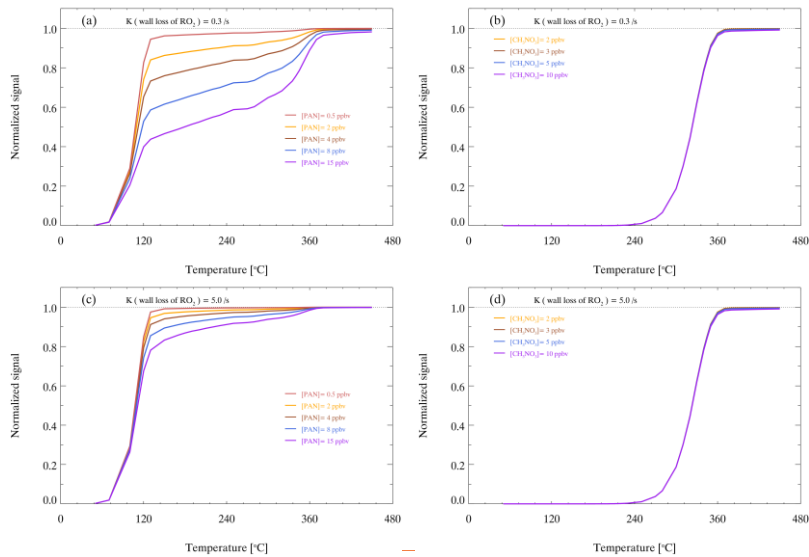 (a)
K ( wall loss of RO₂ ) = 0.3 /s
1.0
0.8
0.6
0.4
0.2
0.0
Normalized signal
[PAN]= 0.5 ppbv
[PAN]= 2 ppbv
[PAN]= 4 ppbv
[PAN]= 8 ppbv
[PAN]= 15 ppbv
0 120 240 360 480
Temperature [°C]
(b)
K ( wall loss of RO₂ ) = 0.3 /s
1.0
0.8
0.6
0.4
0.2
0.0
Normalized signal
[CH₃NO₃]= 2 ppbv
[CH₃NO₃]= 3 ppbv
[CH₃NO₃]= 5 ppbv
[CH₃NO₃]= 10 ppbv
0 120 240 360 480
Temperature [°C]
(c)
K ( wall loss of RO₂ ) = 5.0 /s
1.0
0.8
0.6
0.4
0.2
0.0
Normalized signal
[PAN]= 0.5 ppbv
[PAN]= 2 ppbv
[PAN]= 4 ppbv
[PAN]= 8 ppbv
[PAN]= 15 ppbv
0 120 240 360 480
Temperature [°C]
(d)
K ( wall loss of RO₂ ) = 5.0 /s
1.0
0.8
0.6
0.4
0.2
0.0
Normalized signal
[CH₃NO₃]= 2 ppbv
[CH₃NO₃]= 3 ppbv
[CH₃NO₃]= 5 ppbv
[CH₃NO₃]= 10 ppbv
0 120 240 360 480
Temperature [°C]